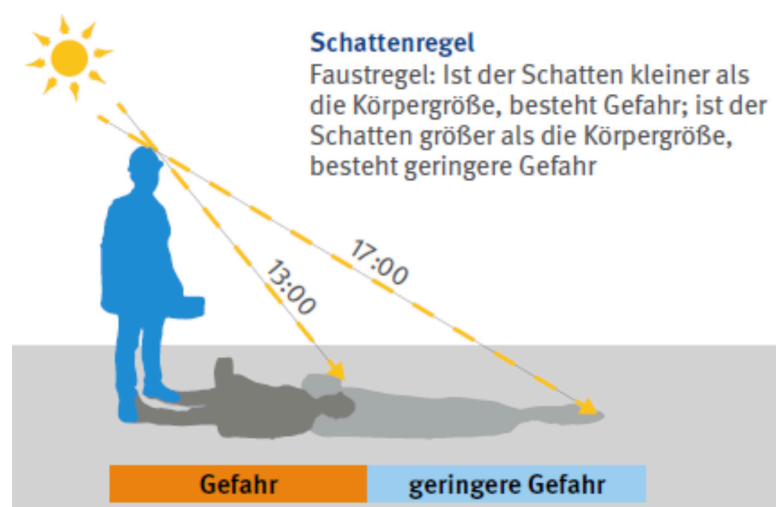 Schattenregel
Faustregel: Ist der Schatten kleiner als
die Körpergröße, besteht Gefahr; ist der
Schatten größer als die Körpergröße,
besteht geringere Gefahr
17:00
13:00
Gefahr
geringere Gefahr